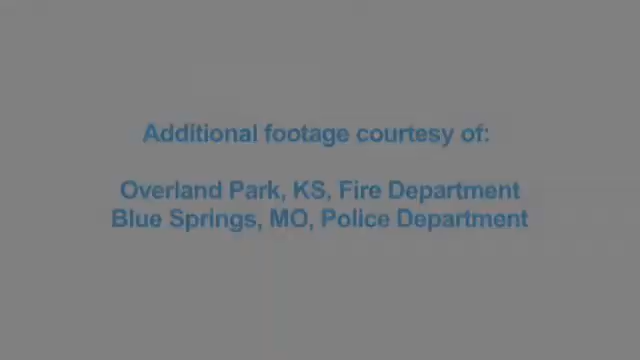 Additional footage courtesy of:
Overland Park, KS, Fire Department
Blue Springs, MO, Police Department